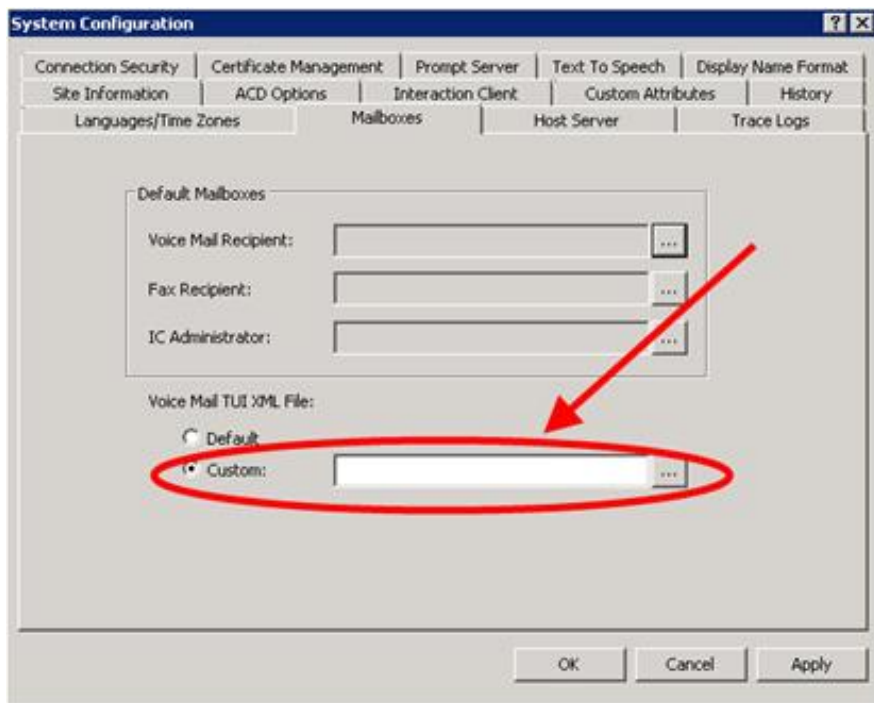 System Configuration
Connection Security Certificate Management Prompt Server Text To Speech Display Name Format
Site Information ACD Options Interaction Client Custom Attributes History
Languages/Time Zones Mailboxes Host Server Trace Logs
Default Mailboxes
Voice Mail Recipient: ...
Fax Recipient: ...
IC Administrator: ...
Voice Mail TUI XML File:
Default
Custom: ...
OK Cancel Apply